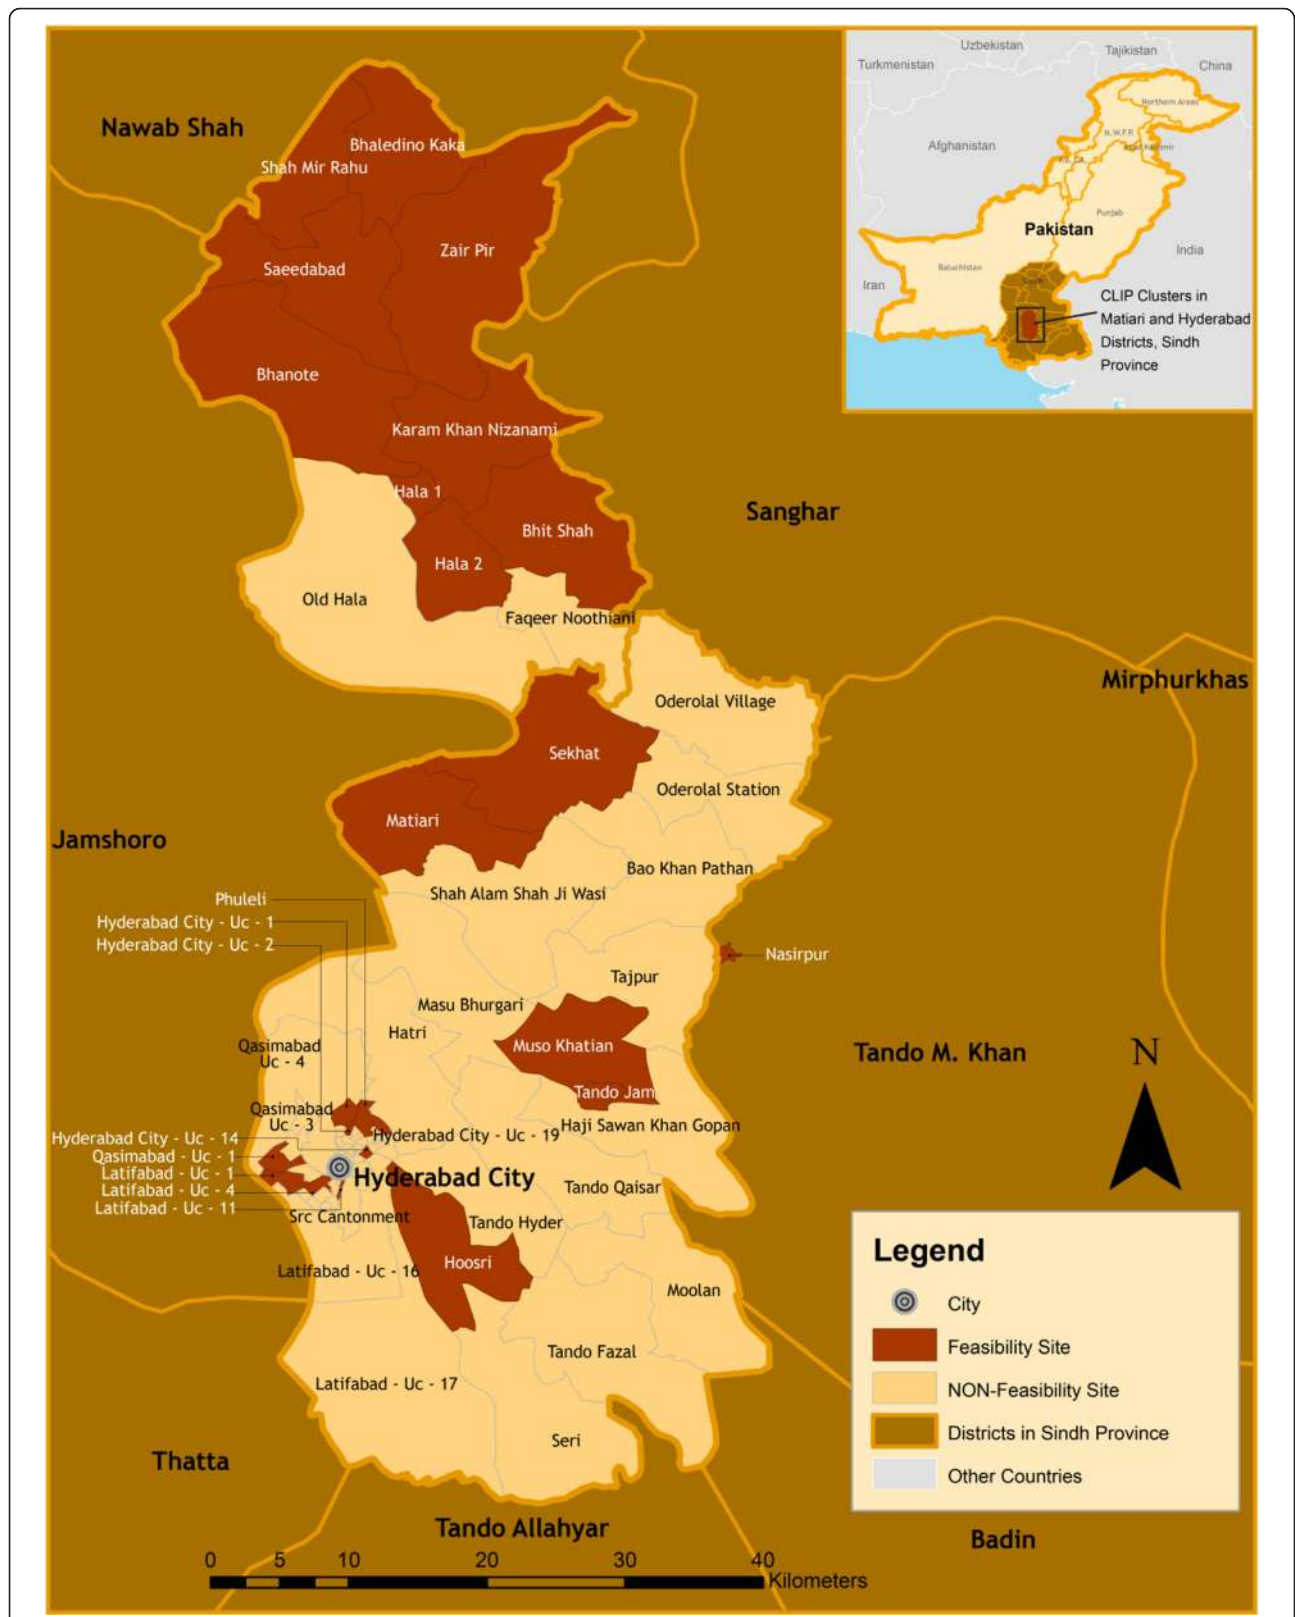 Uzbekistan
Tajikistan
Turkmenistan
China
Northern Areas
N.W.F.P.
Afghanistan
Azad Kashmir
F.A.T.A.
Punjab
Pakistan
India
Baluchistan
Iran
CLIP Clusters in
Matiari and Hyderabad
Districts, Sindh
Province
Nawab Shah
Bhaledino Kaka
Shah Mir Rahu
Zair Pir
Saeedabad
Bhanote
Karam Khan Nizanami
Hala 1
Bhit Shah
Sanghar
Hala 2
Old Hala
Faqeer Noothiani
Mirphurkhas
Oderolal Village
Sekhat
Oderolal Station
Matiari
Jamshoro
Bao Khan Pathan
Shah Alam Shah Ji Wasi
Phuleli
Hyderabad City - Uc - 1
Hyderabad City - Uc - 2
Nasirpur
Tajpur
Masu Bhurgari
Hatri
Qasimabad
Uc - 4
Muso Khatian
Tando M. Khan
N
Tando Jam
Qasimabad
Uc - 3
Haji Sawan Khan Gopan
Hyderabad City - Uc - 14
Hyderabad City - Uc - 19
Qasimabad - Uc - 1
Latifabad - Uc - 1
Hyderabad City
Latifabad - Uc - 4
Tando Qaisar
Latifabad - Uc - 11
Src Cantonment
Tando Hyder
Hoosri
Latifabad - Uc - 16
Moolan
Tando Fazal
Latifabad - Uc - 17
Seri
Thatta
Tando Allahyar
Badin
Legend
City
Feasibility Site
NON-Feasibility Site
Districts in Sindh Province
Other Countries
0 5 10 20 30 40
Kilometers